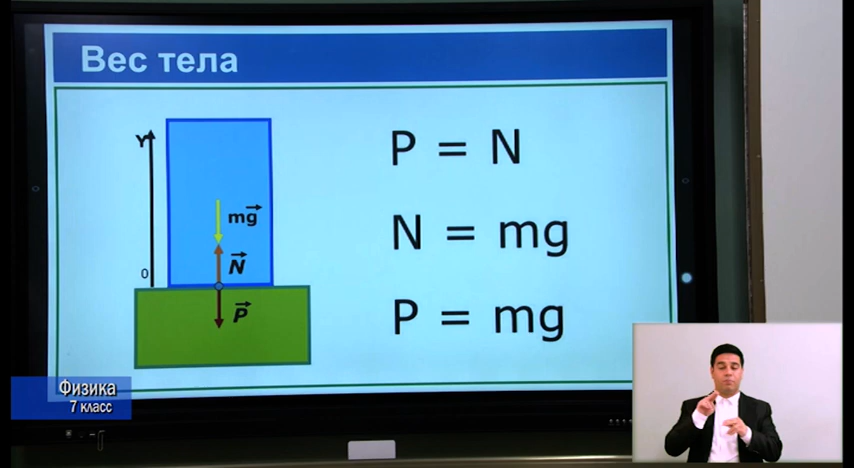 Вес тела
Y
mg
N
0
P
P = N
N = mg
P = mg
Физика
7 класс